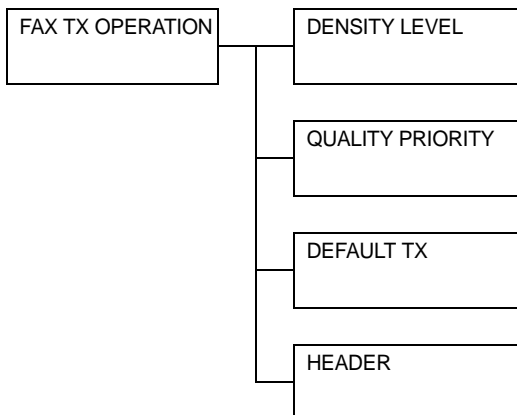 FAX TX OPERATION
DENSITY LEVEL
QUALITY PRIORITY
DEFAULT TX
HEADER